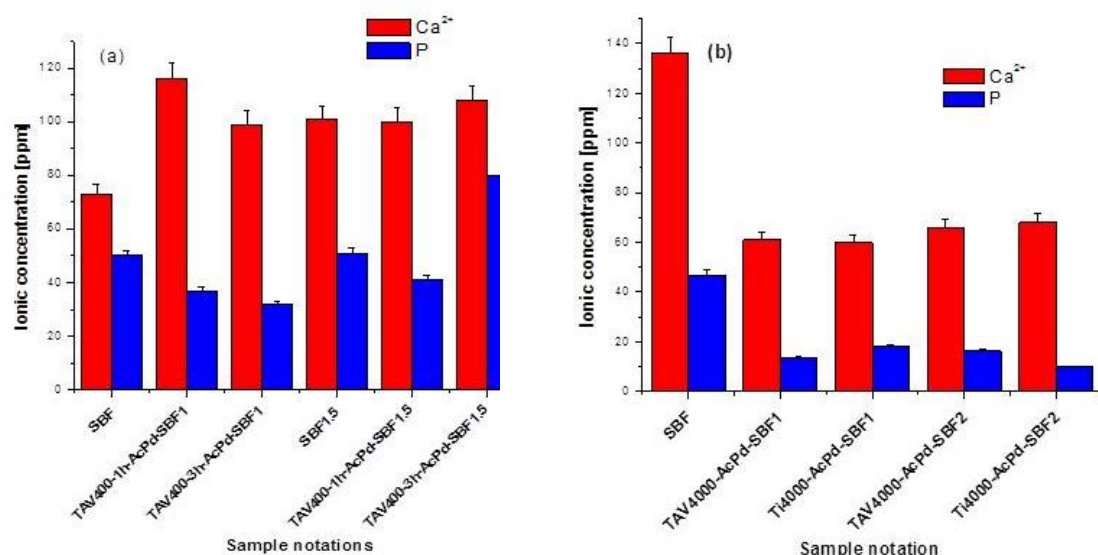 (a)
Ca2+
P
Ionic concentration [ppm]
120
100
80
60
40
20
0
SBF
TAV400-1h-AcPd-SBF1
TAV400-3h-AcPd-SBF1
SBF1.5
TAV400-1h-AcPd-SBF1.5
TAV400-3h-AcPd-SBF1.5
Sample notations
(b)
Ca2+
P
Ionic concentration [ppm]
140
120
100
80
60
40
20
0
SBF
TAV4000-AcPd-SBF1
Ti4000-AcPd-SBF1
TAV4000-AcPd-SBF2
Ti4000-AcPd-SBF2
Sample notation